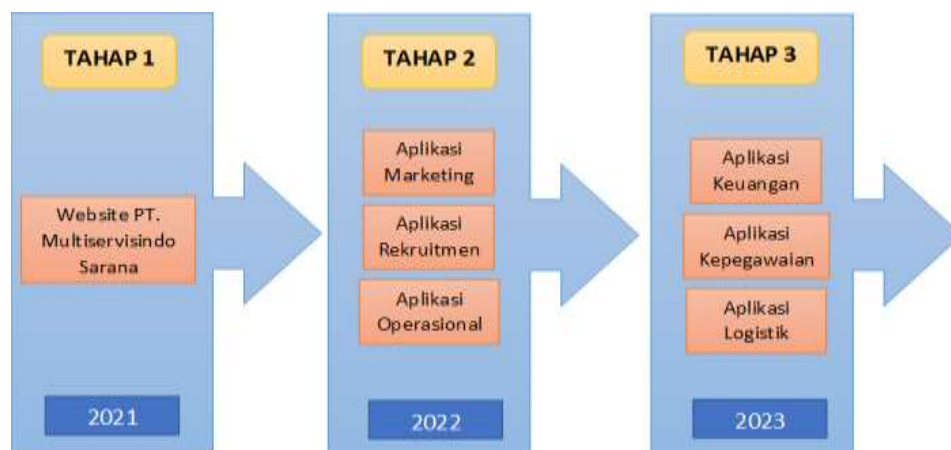 TAHAP 1
Website PT.
Multiservisindo
Sarana
2021
TAHAP 2
Aplikasi
Marketing
Aplikasi
Rekruitmen
Aplikasi
Operasional
2022
TAHAP 3
Aplikasi
Keuangan
Aplikasi
Kepegawaian
Aplikasi
Logistik
2023